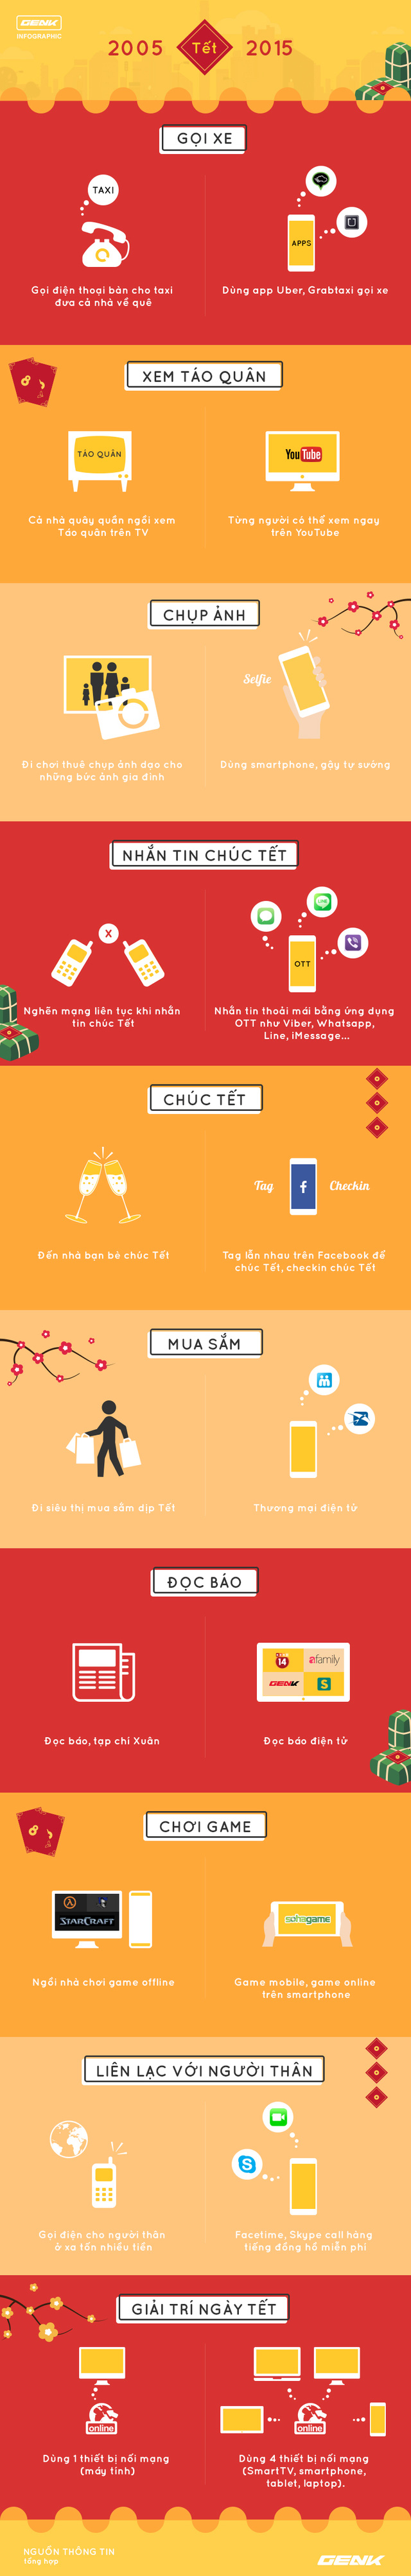 GENK
INFOGRAPHIC
2005 Tết 2015
GỌI XE
TAXI
APPS
Gọi điện thoại bàn cho taxi
đưa cả nhà về quê
Dùng app Uber, Grabtaxi gọi xe
XEM TÁO QUÂN
TÁO QUÂN
YouTube
Cả nhà quây quần ngồi xem
Táo quân trên TV
Từng người có thể xem ngay
trên YouTube
CHỤP ẢNH
Selfie
Đi chơi thuê chụp ảnh dạo cho
những bức ảnh gia đình
Dùng smartphone, gậy tự sướng
NHẮN TIN CHÚC TẾT
X
LINE
OTT
Nghẽn mạng liên tục khi nhắn
tin chúc Tết
Nhắn tin thoải mái bằng ứng dụng
OTT như Viber, Whatsapp,
Line, iMessage...
CHÚC TẾT
Tag
f
Checkin
Đến nhà bạn bè chúc Tết
Tag lẫn nhau trên Facebook để
chúc Tết, checkin chúc Tết
MUA SẮM
Đi siêu thị mua sắm dịp Tết
Thương mại điện tử
ĐỌC BÁO
14
afamily
GENK
S
Đọc báo, tạp chí Xuân
Đọc báo điện tử
CHƠI GAME
STARCRAFT
sohagame
Ngồi nhà chơi game offline
Game mobile, game online
trên smartphone
LIÊN LẠC VỚI NGƯỜI THÂN
S
Gọi điện cho người thân
ở xa tốn nhiều tiền
Facetime, Skype call hàng
tiếng đồng hồ miễn phí
GIẢI TRÍ NGÀY TẾT
online
online
Dùng 1 thiết bị nối mạng
(máy tính)
Dùng 4 thiết bị nối mạng
(SmartTV, smartphone,
tablet, laptop).
NGUỒN THÔNG TIN
Tổng hợp
GENK